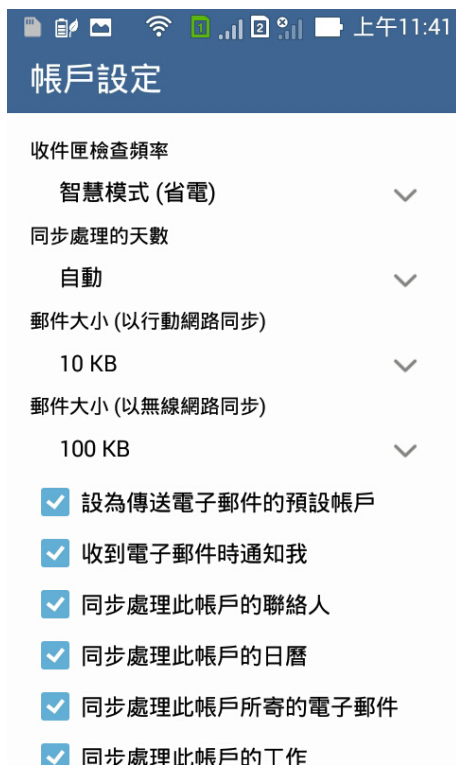 1 2 上午11:41
帳戶設定
收件匣檢查頻率
智慧模式 (省電)
同步處理的天數
自動
郵件大小 (以行動網路同步)
10 KB
郵件大小 (以無線網路同步)
100 KB
設為傳送電子郵件的預設帳戶
收到電子郵件時通知我
同步處理此帳戶的聯絡人
同步處理此帳戶的日曆
同步處理此帳戶所寄的電子郵件
同步處理此帳戶的工作